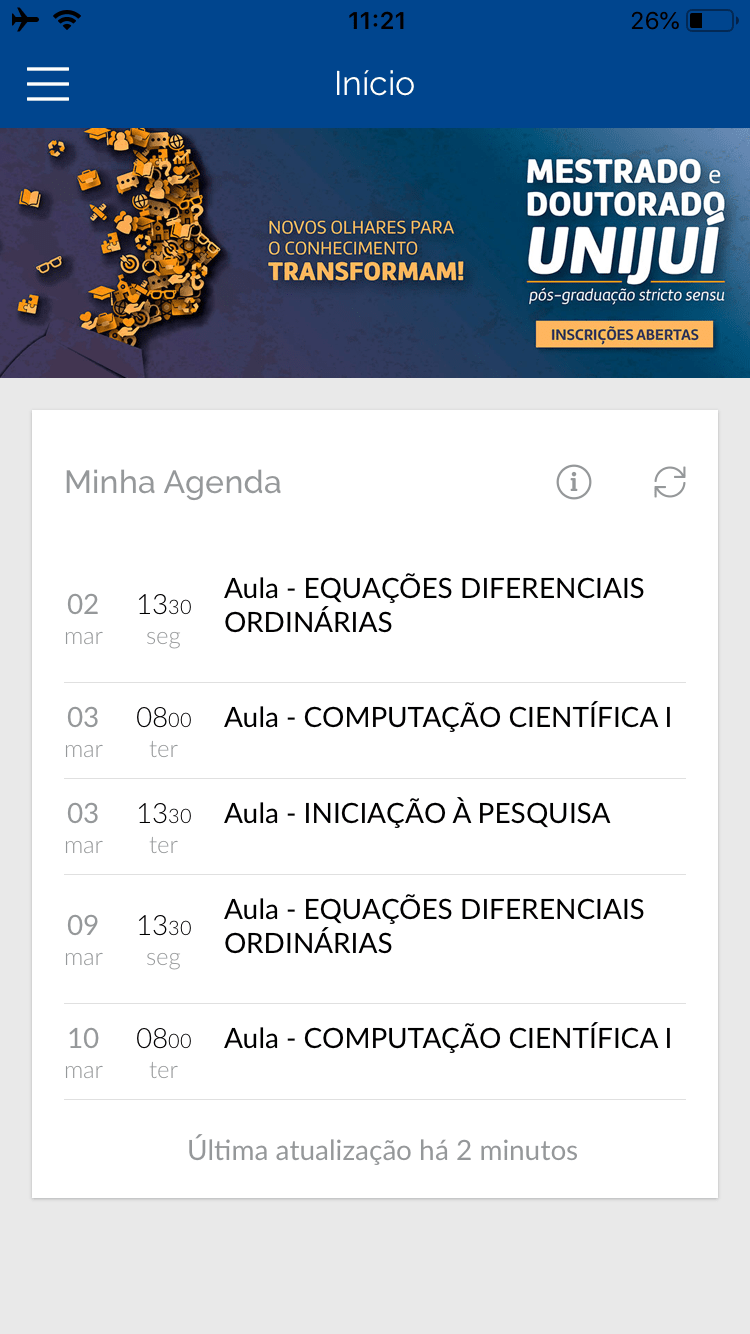 11:21
26%
Início
MESTRADO e
DOUTORADO
UNIJUÍ
pós-graduação stricto sensu
INSCRIÇÕES ABERTAS
NOVOS OLHARES PARA
O CONHECIMENTO
TRANSFORMAM!
Minha Agenda
02 mar
1330 seg
Aula - EQUAÇÕES DIFERENCIAIS
ORDINÁRIAS
03 mar
0800 ter
Aula - COMPUTAÇÃO CIENTÍFICA I
03 mar
1330 ter
Aula - INICIAÇÃO À PESQUISA
09 mar
1330 seg
Aula - EQUAÇÕES DIFERENCIAIS
ORDINÁRIAS
10 mar
0800 ter
Aula - COMPUTAÇÃO CIENTÍFICA I
Última atualização há 2 minutos